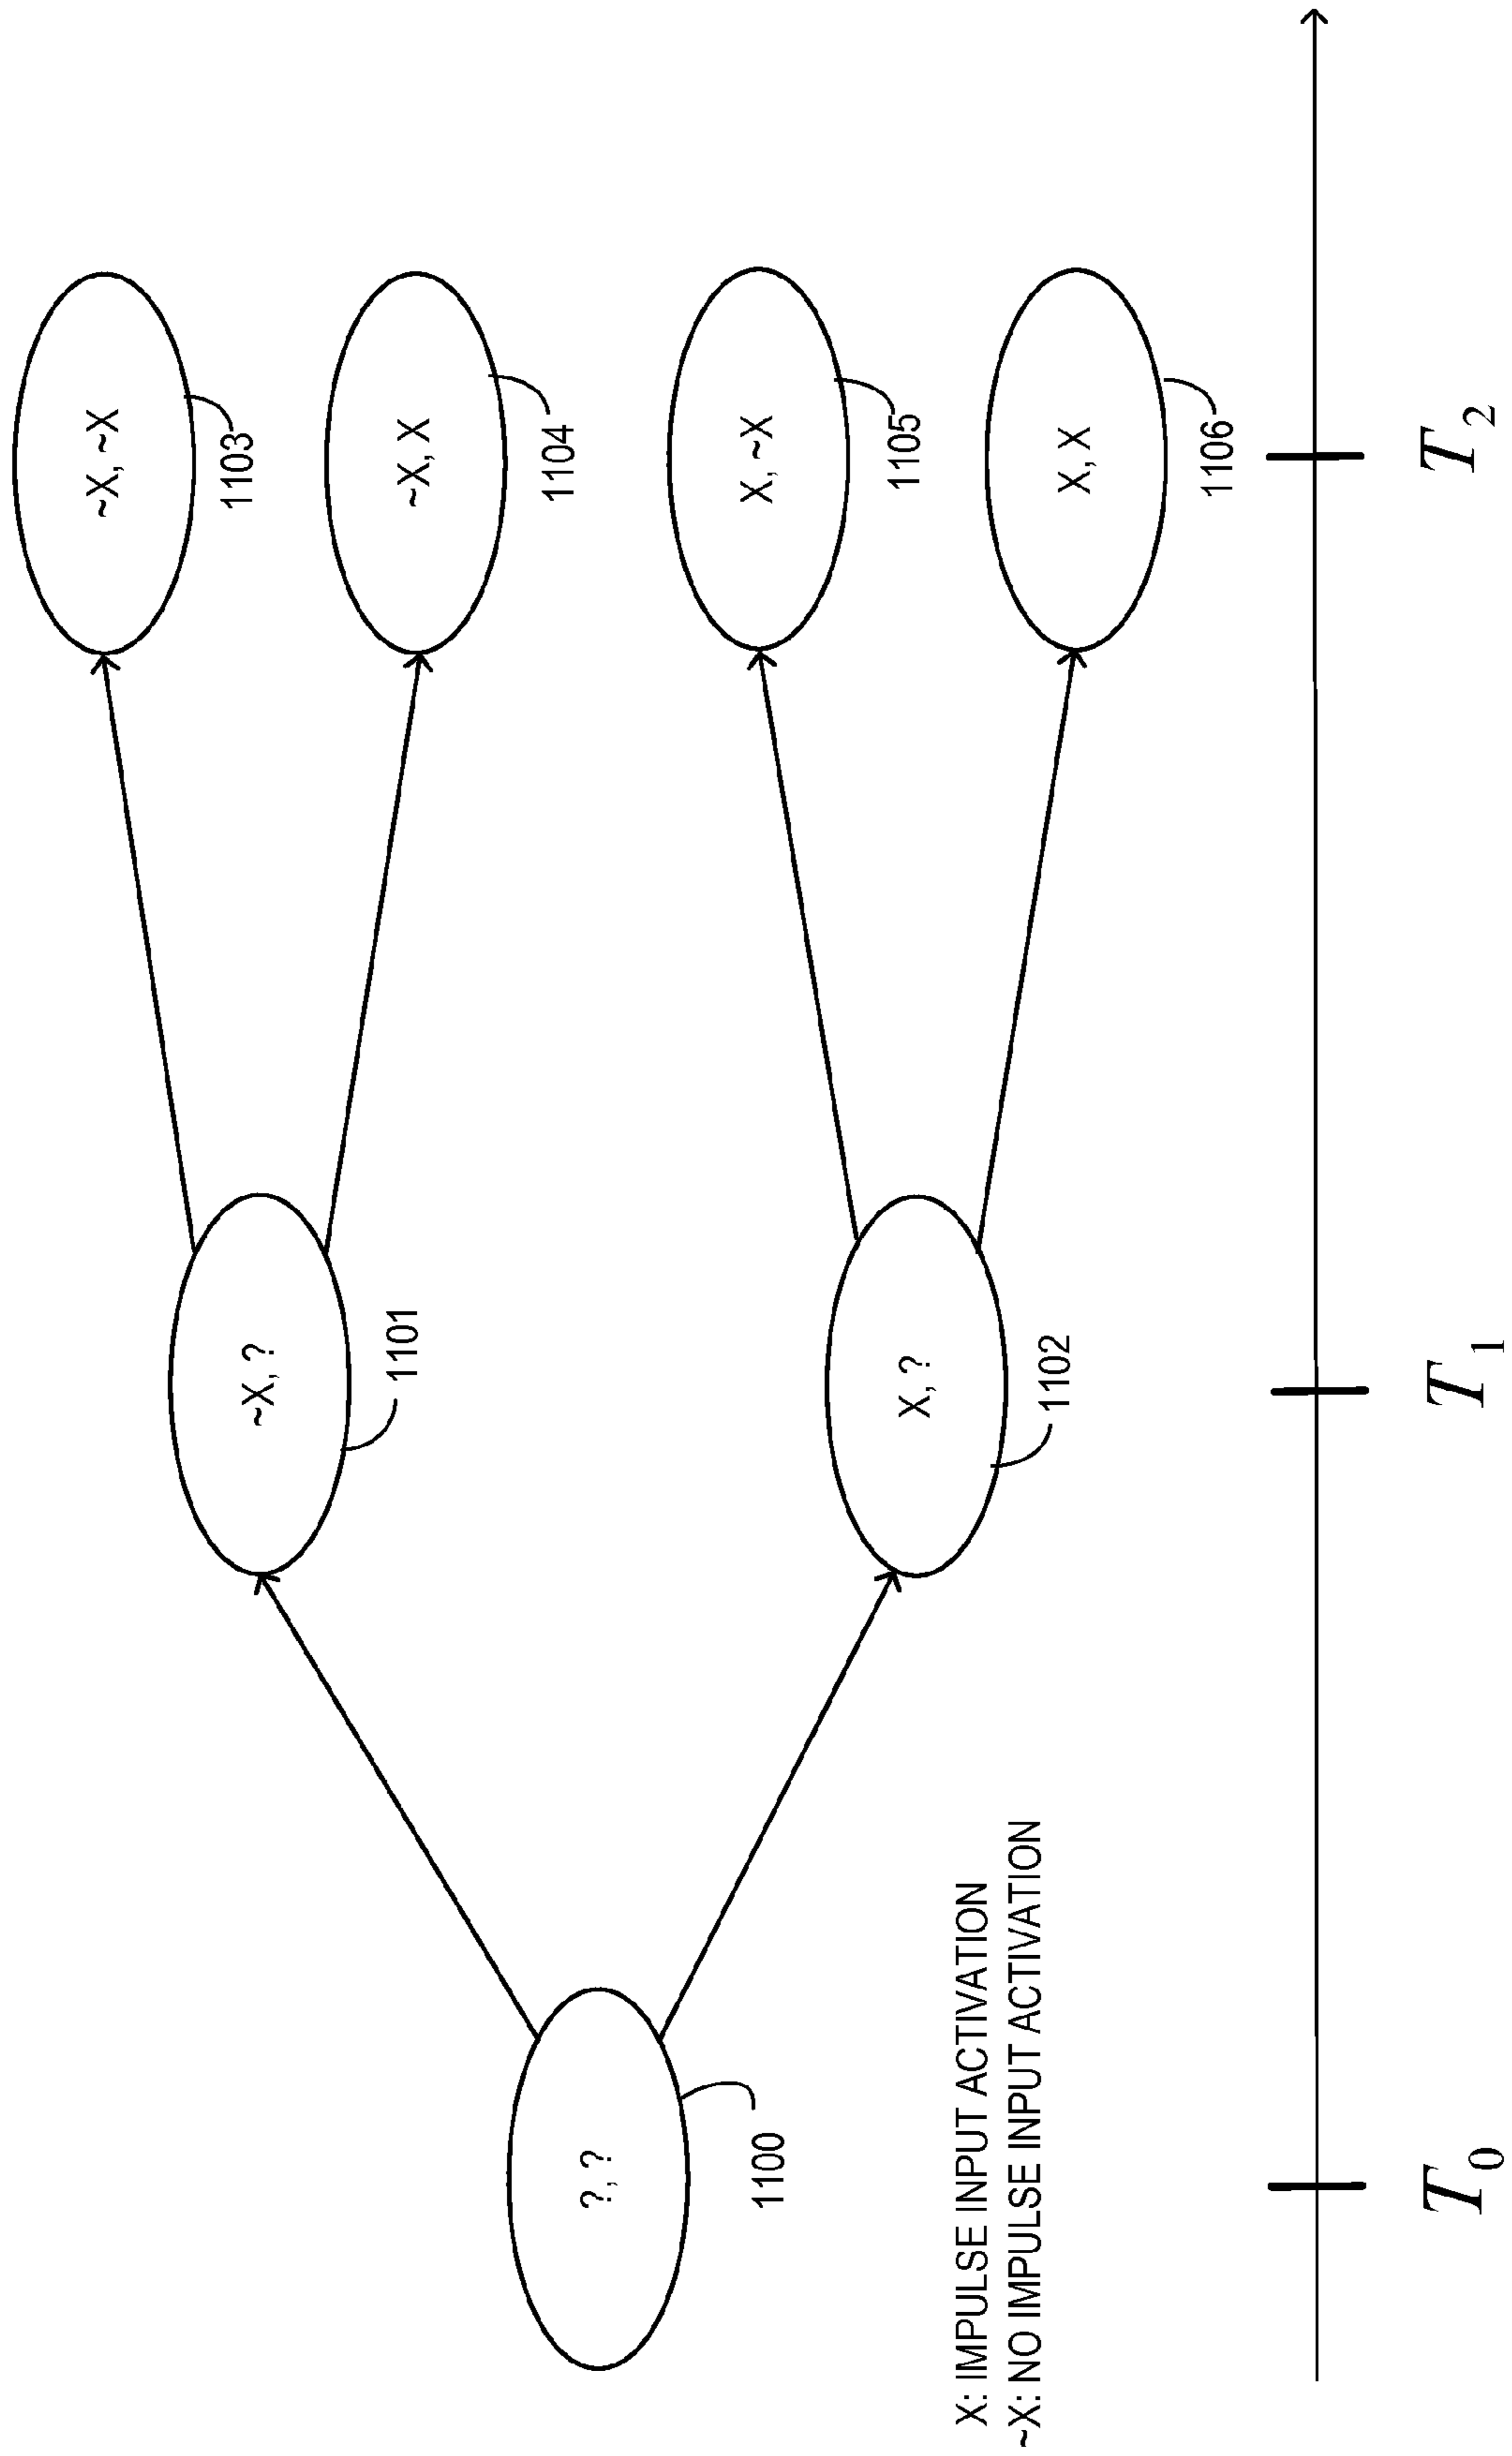 ~X, ~X
1103
~X, ?
1101
~X, X
1104
?, ?
1100
X, ~X
1105
X, ?
1102
X, X
1106
X: IMPULSE INPUT ACTIVATION
~X: NO IMPULSE INPUT ACTIVATION
T0
T1
T2